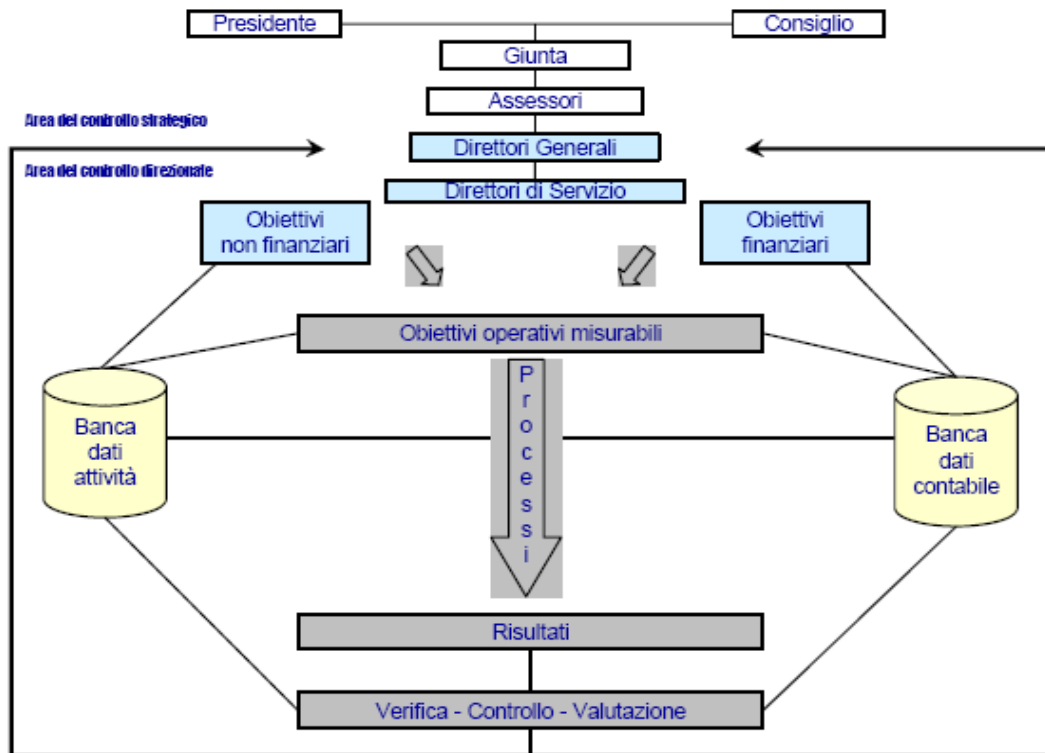 Presidente
Consiglio
Giunta
Assessori
Area del controllo strategico
Direttori Generali
Area del controllo direzionale
Direttori di Servizio
Obiettivi
non finanziari
Obiettivi
finanziari
Obiettivi operativi misurabili
Processi
Banca
dati
attività
Banca
dati
contabile
Risultati
Verifica - Controllo - Valutazione